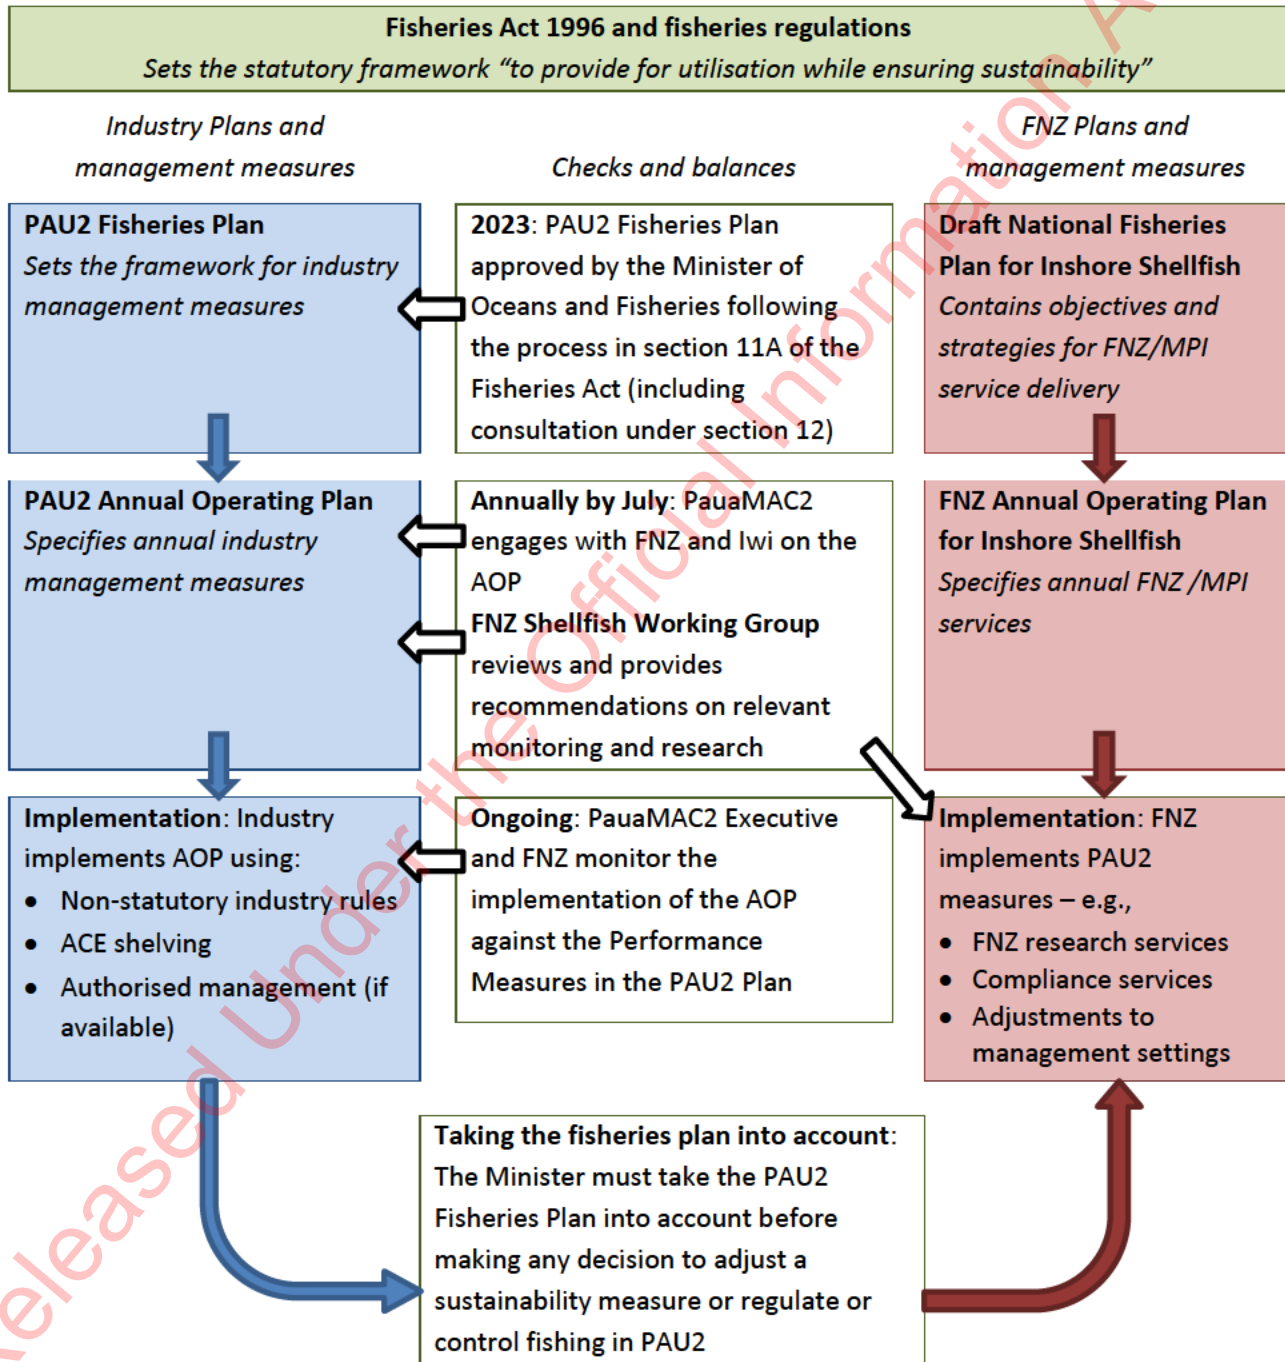 Fisheries Act 1996 and fisheries regulations
Sets the statutory framework “to provide for utilisation while ensuring sustainability”
Industry Plans and
management measures
Checks and balances
FNZ Plans and
management measures
PAU2 Fisheries Plan
Sets the framework for industry
management measures
2023: PAU2 Fisheries Plan
approved by the Minister of
Oceans and Fisheries following
the process in section 11A of the
Fisheries Act (including
consultation under section 12)
Draft National Fisheries
Plan for Inshore Shellfish
Contains objectives and
strategies for FNZ/MPI
service delivery
PAU2 Annual Operating Plan
Specifies annual industry
management measures
Annually by July: PauaMAC2
engages with FNZ and Iwi on the
AOP
FNZ Shellfish Working Group
reviews and provides
recommendations on relevant
monitoring and research
FNZ Annual Operating Plan
for Inshore Shellfish
Specifies annual FNZ /MPI
services
Implementation: Industry
implements AOP using:
• Non-statutory industry rules
• ACE shelving
• Authorised management (if
available)
Ongoing: PauaMAC2 Executive
and FNZ monitor the
implementation of the AOP
against the Performance
Measures in the PAU2 Plan
Implementation: FNZ
implements PAU2
measures – e.g.,
• FNZ research services
• Compliance services
• Adjustments to
management settings
Taking the fisheries plan into account:
The Minister must take the PAU2
Fisheries Plan into account before
making any decision to adjust a
sustainability measure or regulate or
control fishing in PAU2
Released Under the Official Information A